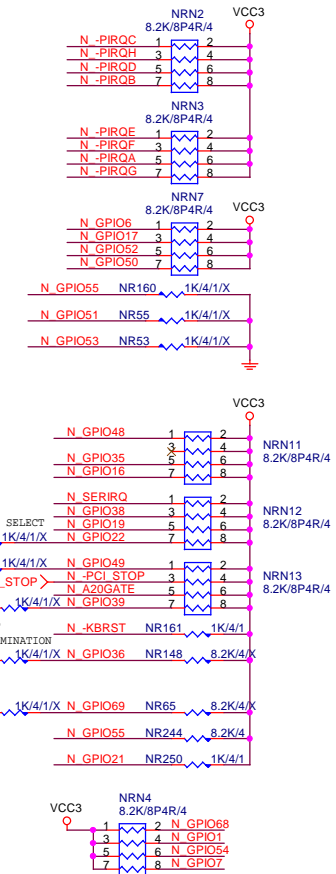 NRN2 VCC3
8.2K/8P4R/4
N_-PIRQC 1 2
N_-PIRQH 3 4
N_-PIRQD 5 6
N_-PIRQB 7 8
NRN3
8.2K/8P4R/4
N_-PIRQE 1 2
N_-PIRQF 3 4
N_-PIRQA 5 6
N_-PIRQG 7 8
NRN7 VCC3
8.2K/8P4R/4
N_GPIO6 1 2
N_GPIO17 3 4
N_GPIO52 5 6
N_GPIO50 7 8
N_GPIO55 NR160 1K/4/1/X
N_GPIO51 NR55 1K/4/1/X
N_GPIO53 NR53 1K/4/1/X
VCC3
N_GPIO48 1 2
3 4 NRN11
N_GPIO35 5 6 8.2K/8P4R/4
N_GPIO16 7 8
N_SERIRQ 1 2
N_GPIO38 3 4 NRN12
SELECT N_GPIO19 5 6 8.2K/8P4R/4
1K/4/1/X N_GPIO22 7 8
1K/4/1/X N_GPIO49 1 2
_STOP N_-PCI_STOP 3 4 NRN13
N_A20GATE 5 6 8.2K/8P4R/4
1K/4/1/X N_GPIO39 7 8
N_-KBRST NR161 1K/4/1
MINATION
1K/4/1/X N_GPIO36 NR148 8.2K/4/X
1K/4/1/X N_GPIO69 NR65 8.2K/4/X
N_GPIO55 NR244 8.2K/4
N_GPIO21 NR250 1K/4/1
NRN4
VCC3 8.2K/8P4R/4
1 2 N_GPIO68
3 4 N_GPIO1
5 6 N_GPIO54
7 8 N_GPIO7